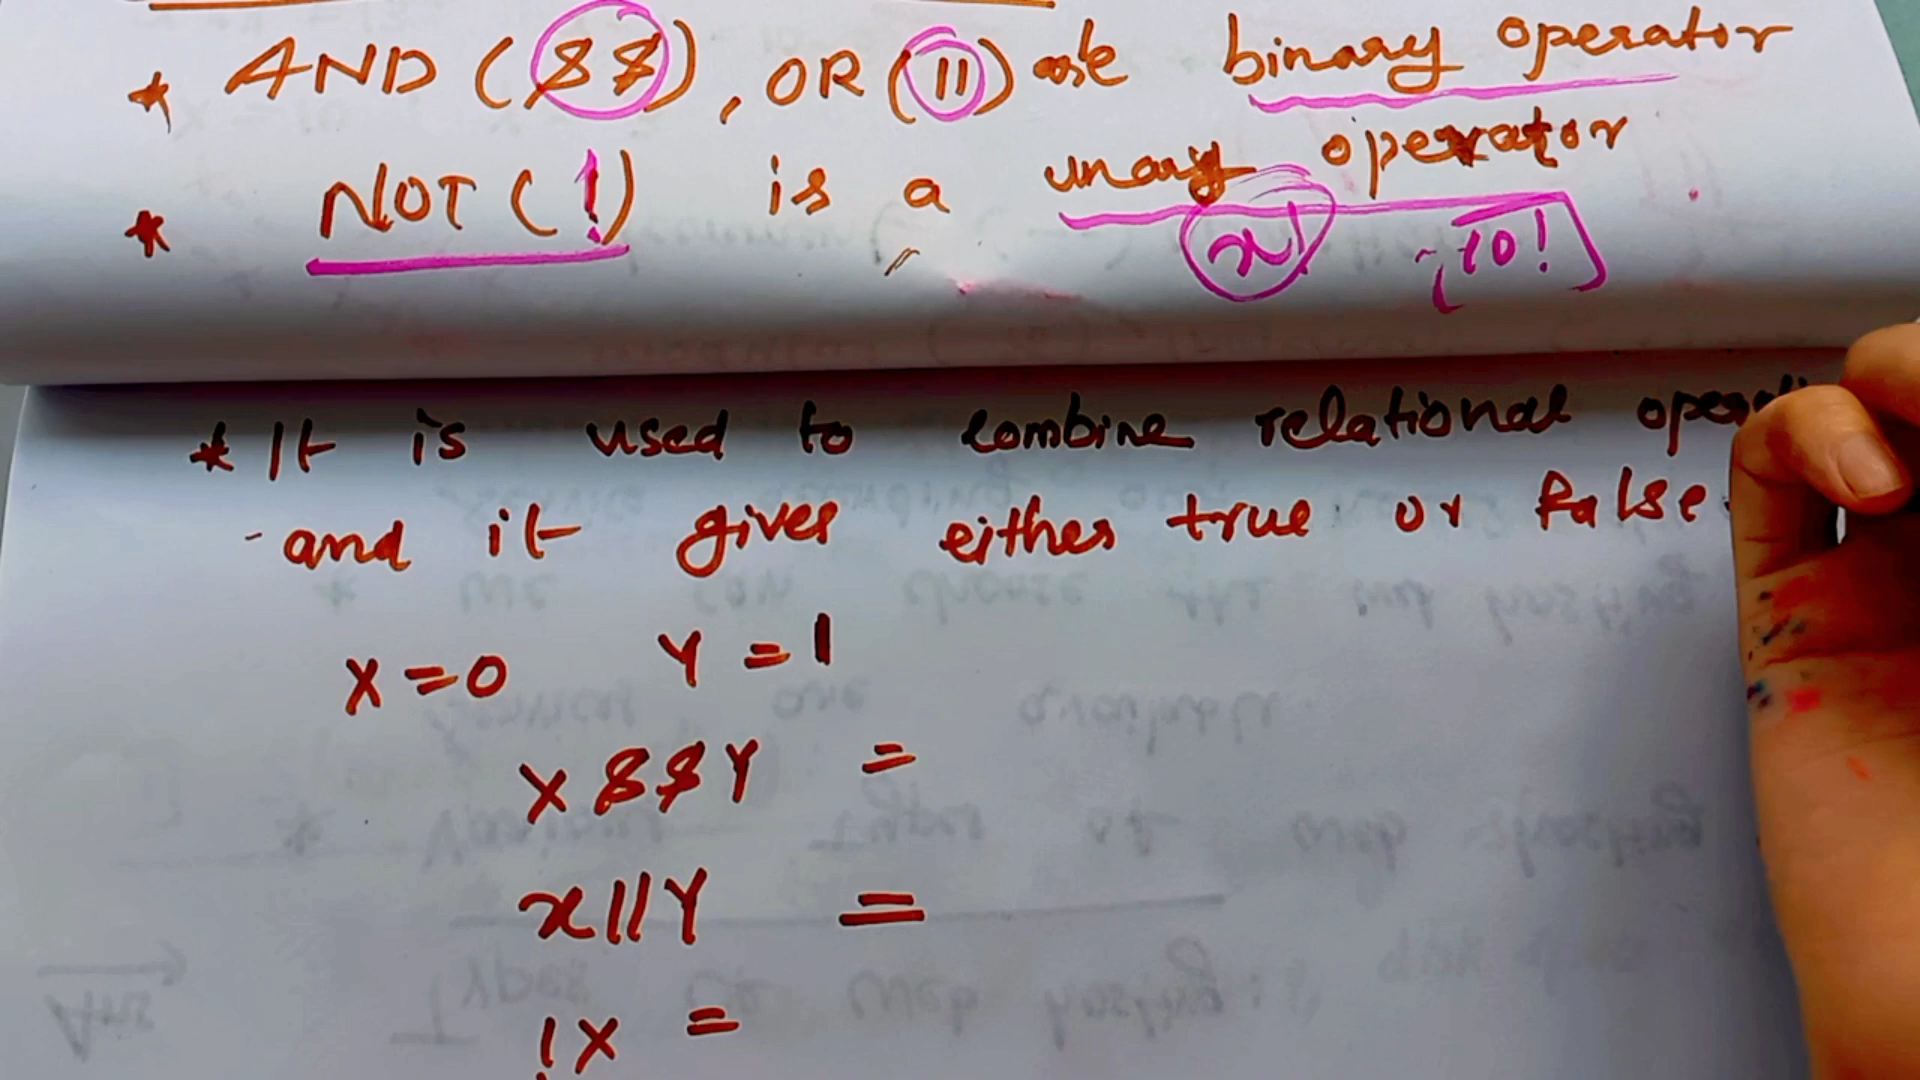 * AND (&&), OR (||) are binary operator
* NOT (!) is a unary operator
x! 10!
* It is used to combine relational
- and it gives either true or false
X = 0 Y = 1
X && Y =
x || Y =
!X =